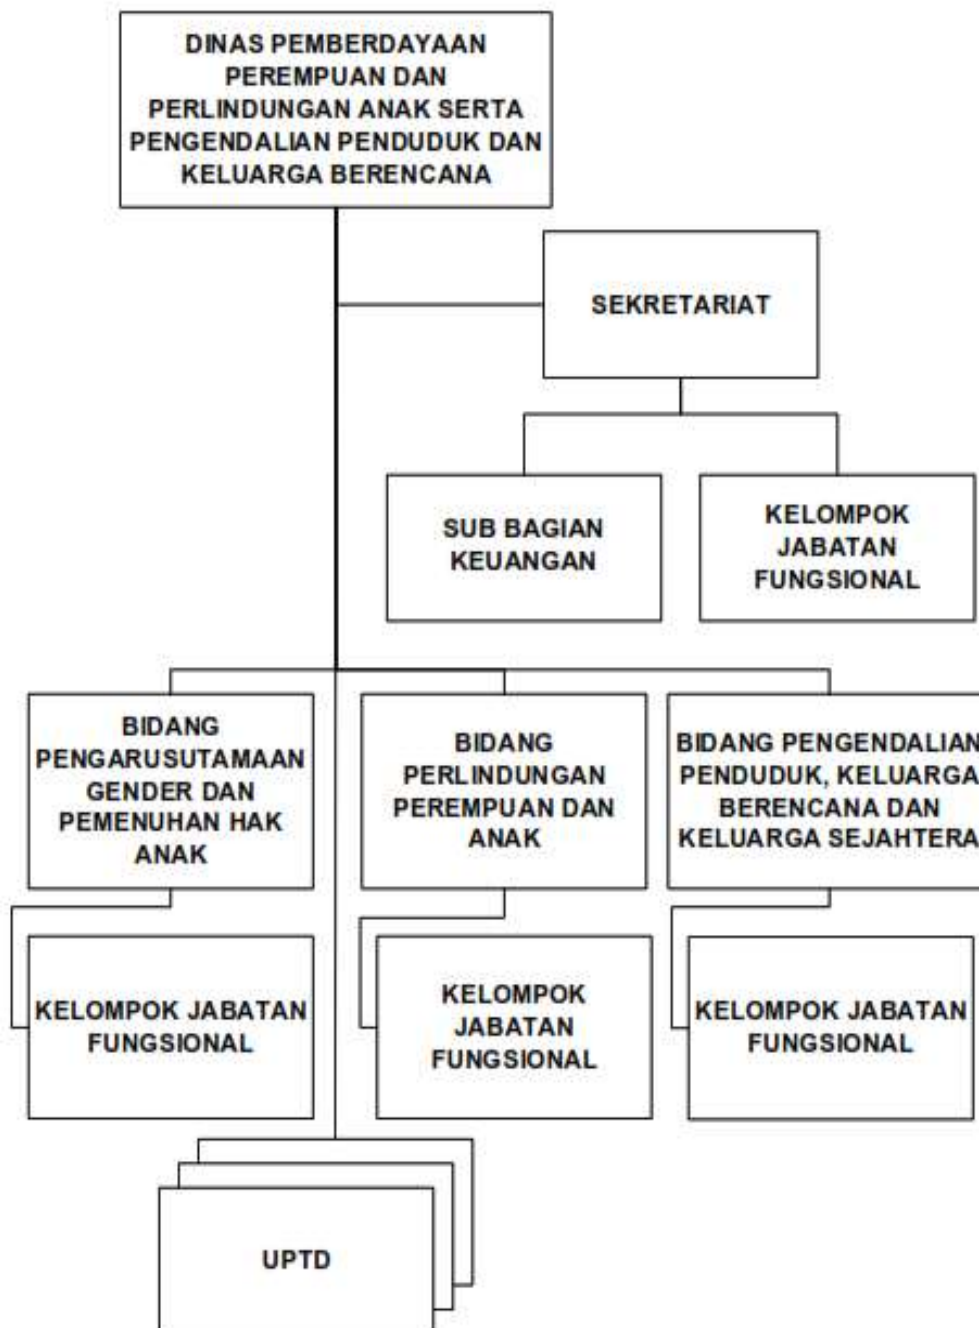 DINAS PEMBERDAYAAN
PEREMPUAN DAN
PERLINDUNGAN ANAK SERTA
PENGENDALIAN PENDUDUK DAN
KELUARGA BERENCANA
SEKRETARIAT
SUB BAGIAN
KEUANGAN
KELOMPOK
JABATAN
FUNGSIONAL
BIDANG
PENGARUSUTAMAAN
GENDER DAN
PEMENUHAN HAK
ANAK
BIDANG
PERLINDUNGAN
PEREMPUAN DAN
ANAK
BIDANG PENGENDALIAN
PENDUDUK, KELUARGA
BERENCANA DAN
KELUARGA SEJAHTERA
KELOMPOK JABATAN
FUNGSIONAL
KELOMPOK
JABATAN
FUNGSIONAL
KELOMPOK JABATAN
FUNGSIONAL
UPTD